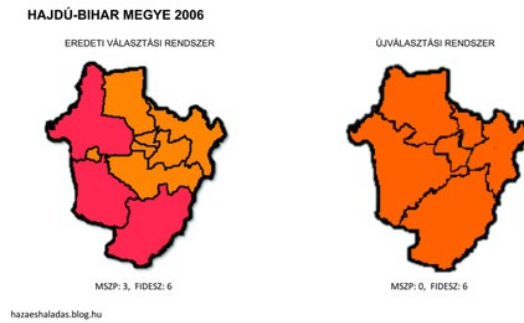 HAJDÚ-BIHAR MEGYE 2006
EREDETI VÁLASZTÁSI RENDSZER
ÚJVÁLASZTÁSI RENDSZER
MSZP: 3, FIDESZ: 6
MSZP: 0, FIDESZ: 6
hazaeshaladas.blog.hu